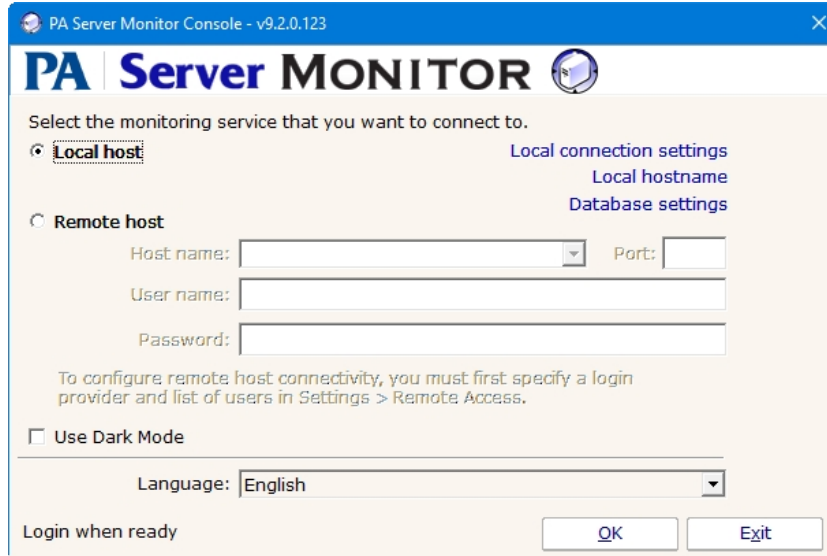 PA Server Monitor Console - v9.2.0.123
PA Server MONITOR
Select the monitoring service that you want to connect to.
Local host
Local connection settings
Local hostname
Database settings
Remote host
Host name: Port:
User name:
Password:
To configure remote host connectivity, you must first specify a login
provider and list of users in Settings > Remote Access.
Use Dark Mode
Language: English
Login when ready OK Exit